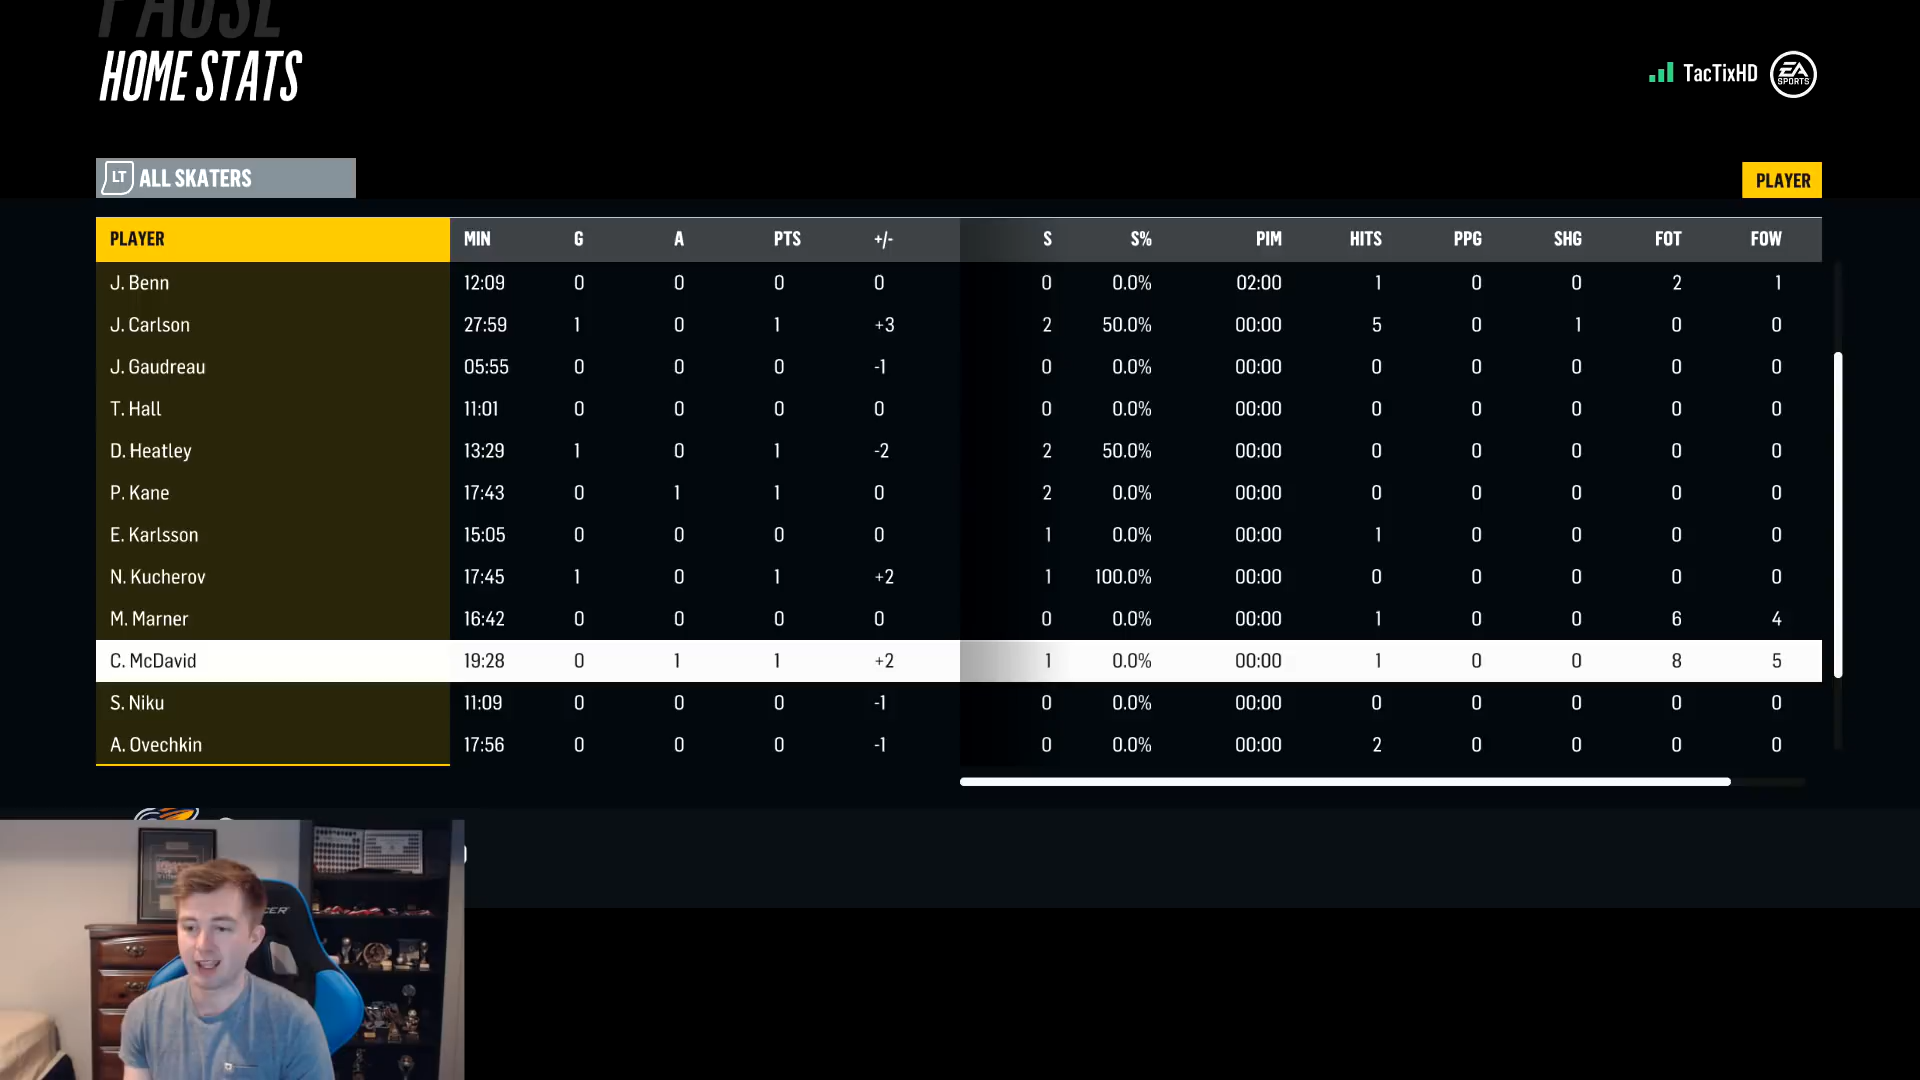 PAUSE
HOME STATS
TacTixHD
EA SPORTS
LT ALL SKATERS
PLAYER
PLAYER MIN G A PTS +/- S S% PIM HITS PPG SHG FOT FOW
J. Benn 12:09 0 0 0 0 0 0.0% 02:00 1 0 0 2 1
J. Carlson 27:59 1 0 1 +3 2 50.0% 00:00 5 0 1 0 0
J. Gaudreau 05:55 0 0 0 -1 0 0.0% 00:00 0 0 0 0 0
T. Hall 11:01 0 0 0 0 0 0.0% 00:00 0 0 0 0 0
D. Heatley 13:29 1 0 1 -2 2 50.0% 00:00 0 0 0 0 0
P. Kane 17:43 0 1 1 0 2 0.0% 00:00 0 0 0 0 0
E. Karlsson 15:05 0 0 0 0 1 0.0% 00:00 1 0 0 0 0
N. Kucherov 17:45 1 0 1 +2 1 100.0% 00:00 0 0 0 0 0
M. Marner 16:42 0 0 0 0 0 0.0% 00:00 1 0 0 6 4
C. McDavid 19:28 0 1 1 +2 1 0.0% 00:00 1 0 0 8 5
S. Niku 11:09 0 0 0 -1 0 0.0% 00:00 0 0 0 0 0
A. Ovechkin 17:56 0 0 0 -1 0 0.0% 00:00 2 0 0 0 0